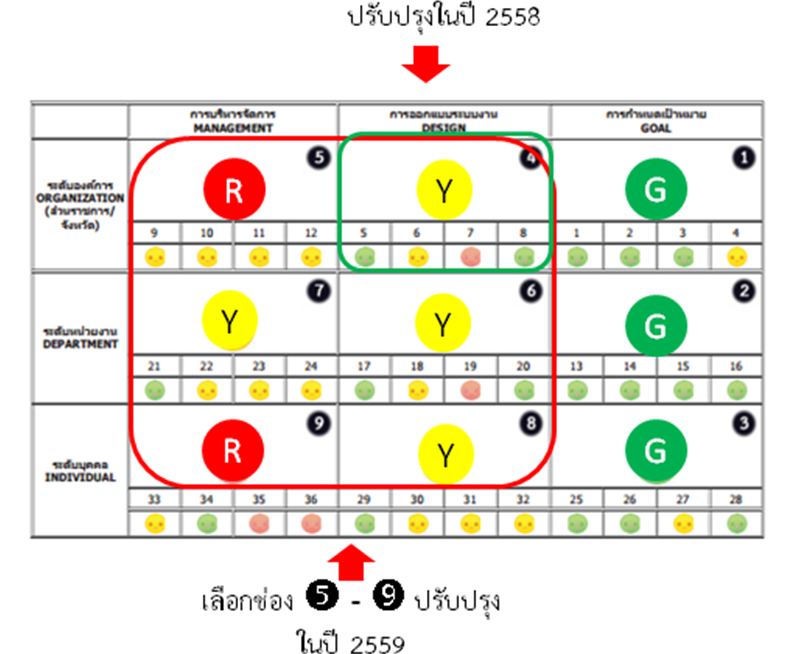 ปรับปรุงในปี 2558
การบริหารจัดการ
MANAGEMENT
การออกแบบระบบงาน
DESIGN
การกำหนดเป้าหมาย
GOAL
ระดับองค์การ
ORGANIZATION
(ส่วนราชการ/
จังหวัด)
R 5
Y 4
G 1
9 10 11 12 5 6 7 8 1 2 3 4
ระดับหน่วยงาน
DEPARTMENT
Y 7
Y 6
G 2
21 22 23 24 17 18 19 20 13 14 15 16
ระดับบุคคล
INDIVIDUAL
R 9
Y 8
G 3
33 34 35 36 29 30 31 32 25 26 27 28
เลือกช่อง ❺ - ❾ ปรับปรุง
ในปี 2559